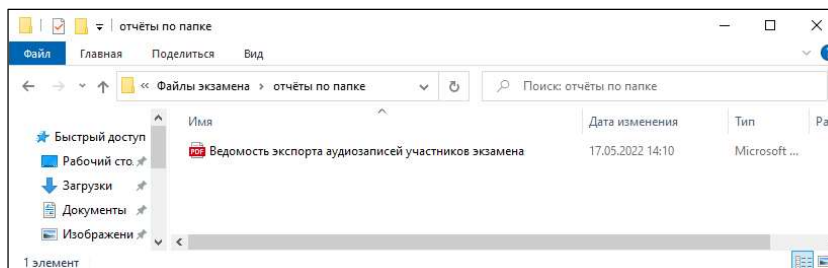 отчёты по папке
Файл Главная Поделиться Вид
« Файлы экзамена › отчёты по папке Поиск: отчёты по папке
Имя Дата изменения Тип Ра
Быстрый доступ
PDF Ведомость экспорта аудиозаписей участников экзамена 17.05.2022 14:10 Microsoft ...
Рабочий сто.
Загрузки
Документы
Изображени
1 элемент